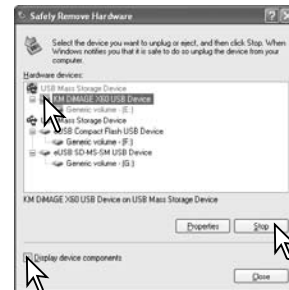 Safely Remove Hardware
Select the device you want to unplug or eject, and then click Stop. When
Windows notifies you that it is safe to do so unplug the device from your
computer.
Hardware devices:
USB Mass Storage Device
KM DiMAGE X60 USB Device
Generic volume - (E:)
Mass Storage Device
eUSB Compact Flash USB Device
Generic volume - (F:)
eUSB SD-MS-SM USB Device
Generic volume - (G:)
KM DiMAGE X60 USB Device on USB Mass Storage Device
Properties
Stop
Display device components
Close